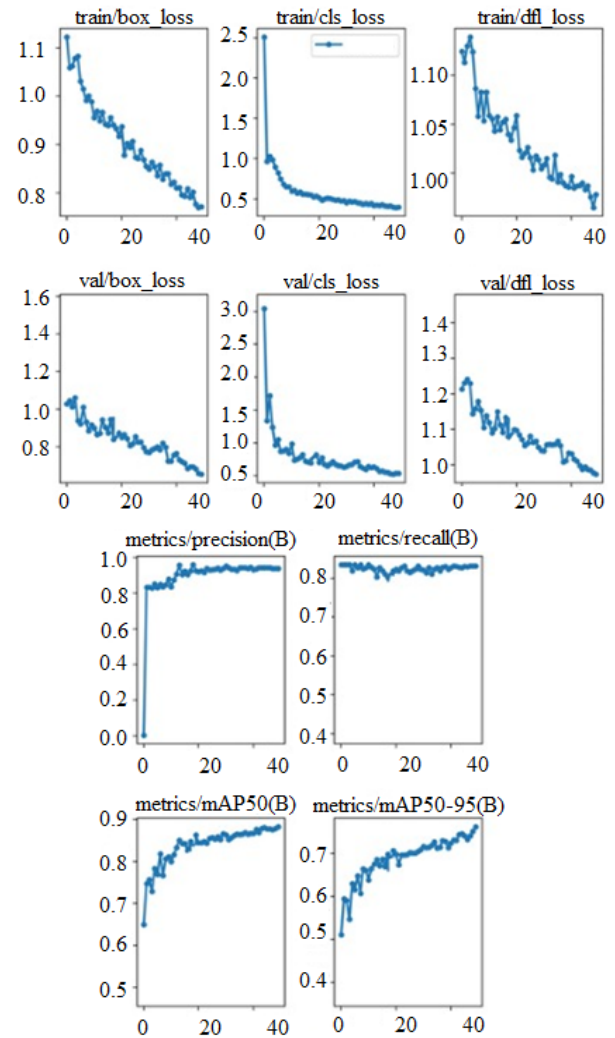 train/box_loss train/cls_loss train/dfl_loss
1.1 2.5 1.10
1.0 2.0 1.05
0.9 1.5 1.00
0.8 1.0
0.5
0 20 40 0 20 40 0 20 40
val/box_loss val/cls_loss val/dfl_loss
1.6 3.0 1.4
1.4 2.5 1.3
1.2 2.0 1.2
1.0 1.5 1.1
0.8 1.0 1.0
0.5
0 20 40 0 20 40 0 20 40
metrics/precision(B) metrics/recall(B)
1.0 0.8
0.8 0.7
0.6 0.6
0.4 0.5
0.2 0.4
0.0
0 20 40 0 20 40
metrics/mAP50(B) metrics/mAP50-95(B)
0.9 0.7
0.8 0.6
0.7 0.5
0.6 0.4
0.5
0 20 40 0 20 40